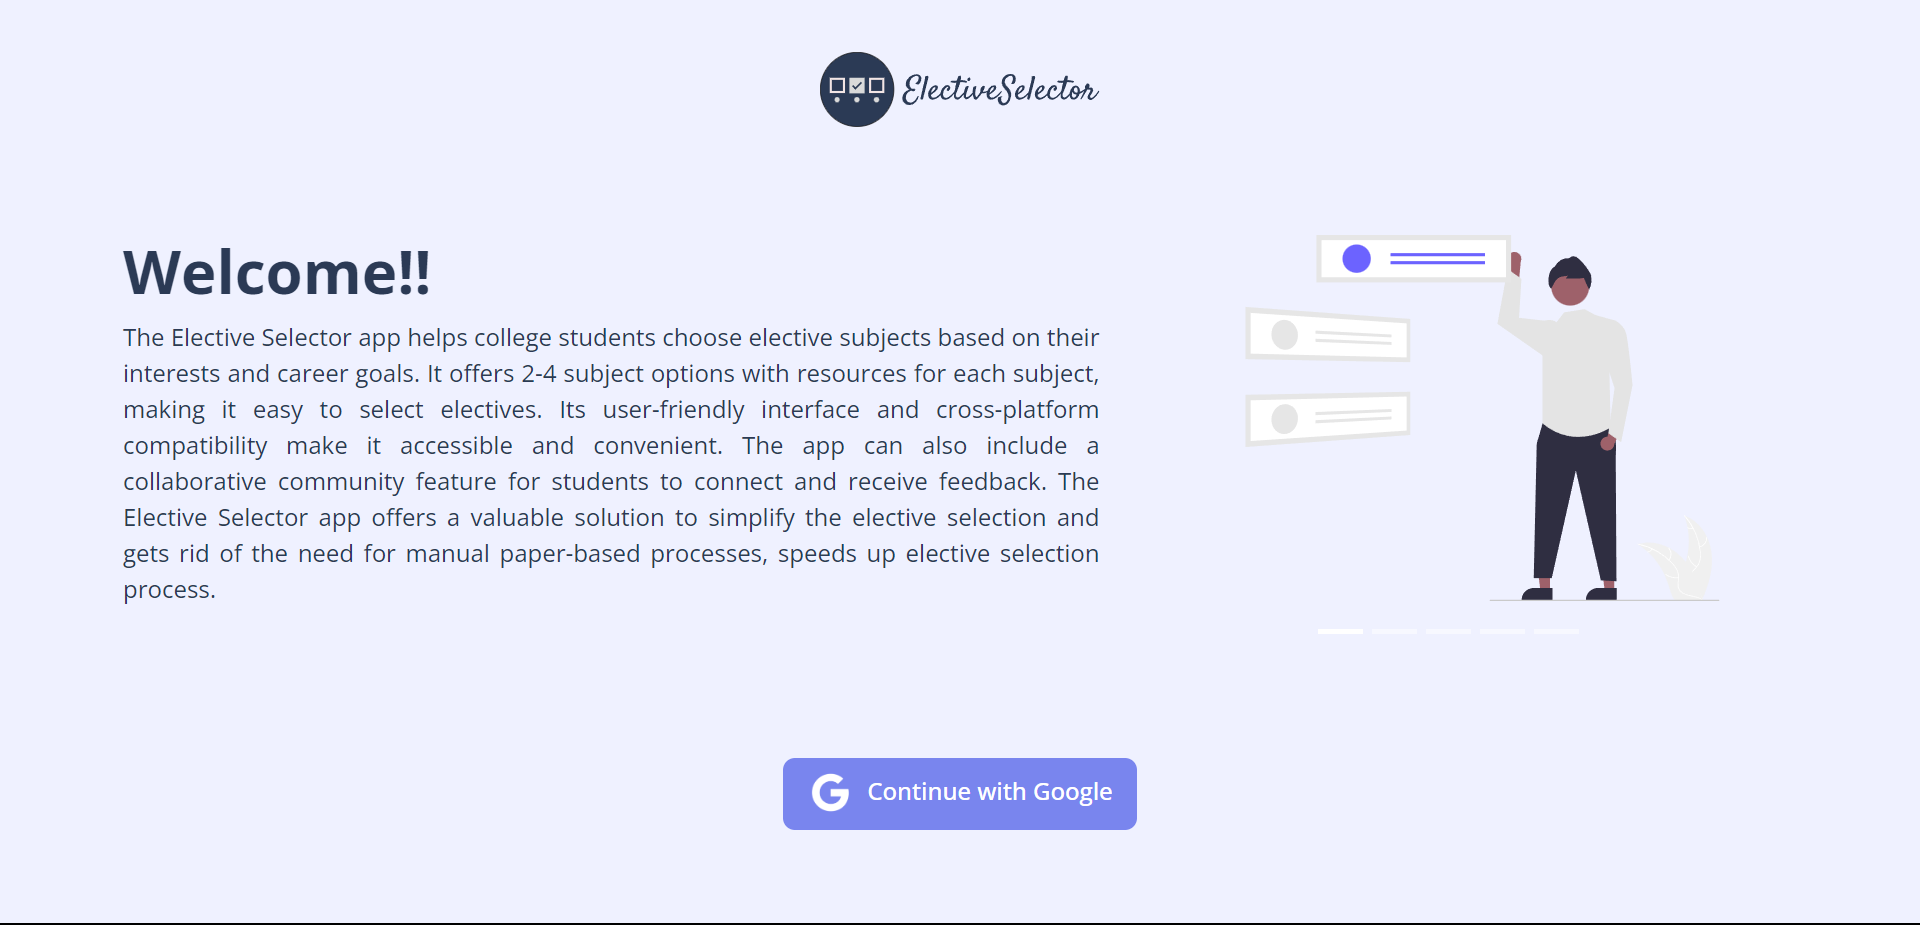 ElectiveSelector
Welcome!!
The Elective Selector app helps college students choose elective subjects based on their
interests and career goals. It offers 2-4 subject options with resources for each subject,
making it easy to select electives. Its user-friendly interface and cross-platform
compatibility make it accessible and convenient. The app can also include a
collaborative community feature for students to connect and receive feedback. The
Elective Selector app offers a valuable solution to simplify the elective selection and
gets rid of the need for manual paper-based processes, speeds up elective selection
process.
Continue with Google